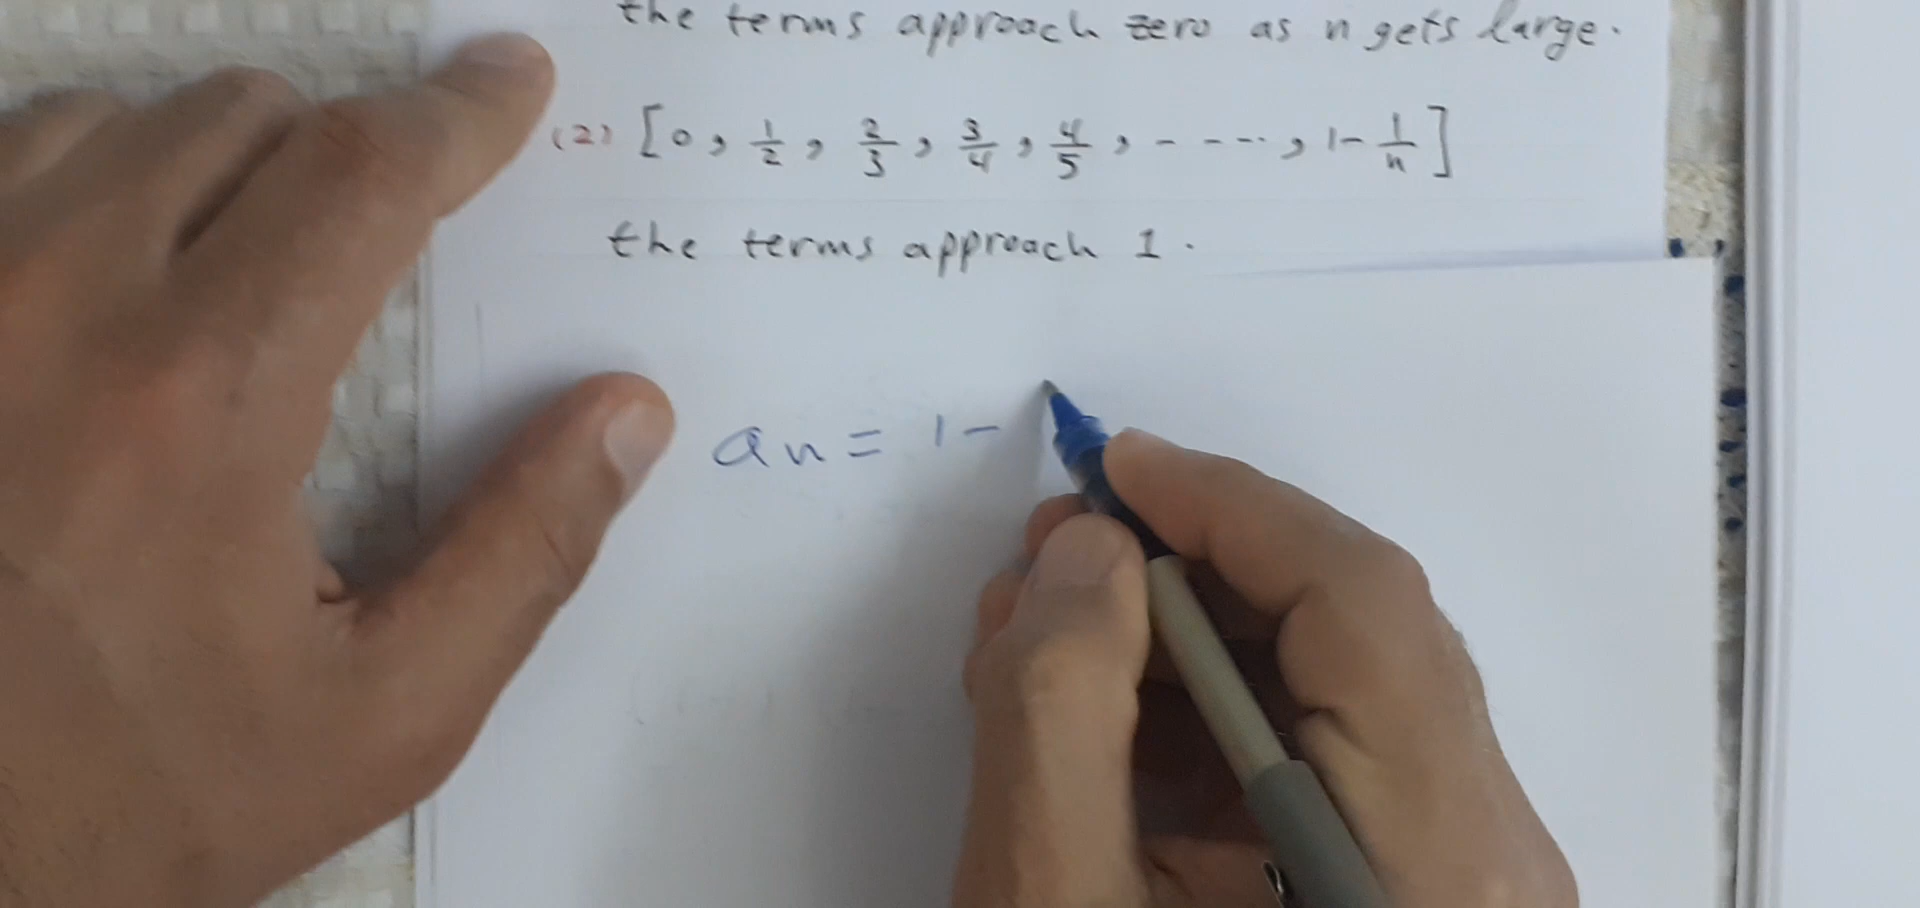 the terms approach zero as n gets large.
(2) [0, 1/2, 2/3, 3/4, 4/5, - - - --- , 1 - 1/n]
the terms approach 1.
an = 1 -